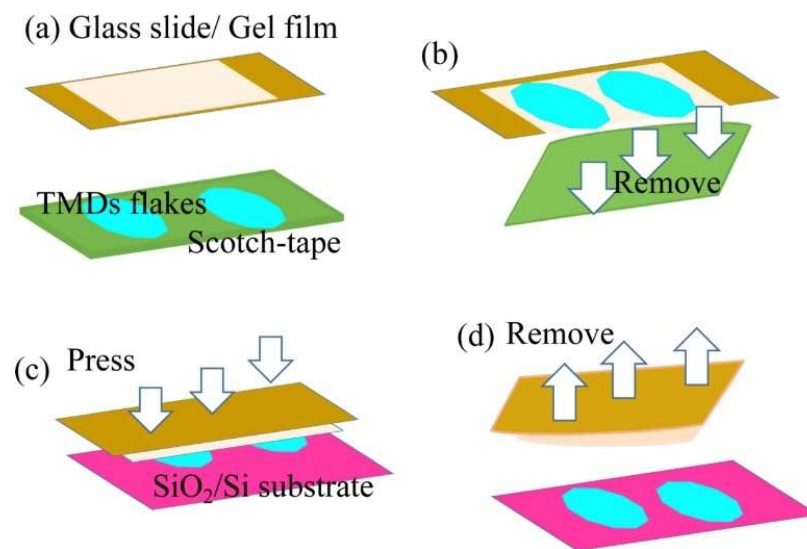 (a) Glass slide/ Gel film
TMDs flakes
Scotch-tape
(b)
Remove
(c)
Press
SiO₂/Si substrate
(d) Remove